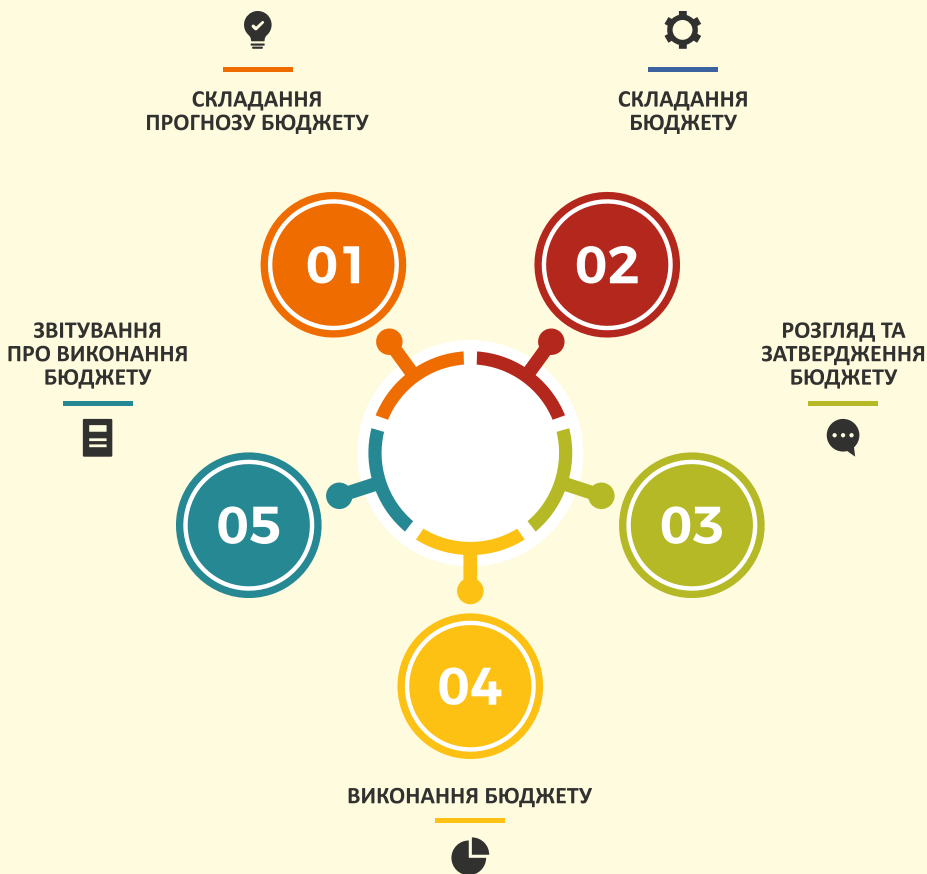 СКЛАДАННЯ
ПРОГНОЗУ БЮДЖЕТУ
СКЛАДАННЯ
БЮДЖЕТУ
01
02
ЗВІТУВАННЯ
ПРО ВИКОНАННЯ
БЮДЖЕТУ
РОЗГЛЯД ТА
ЗАТВЕРДЖЕННЯ
БЮДЖЕТУ
05
03
04
ВИКОНАННЯ БЮДЖЕТУ